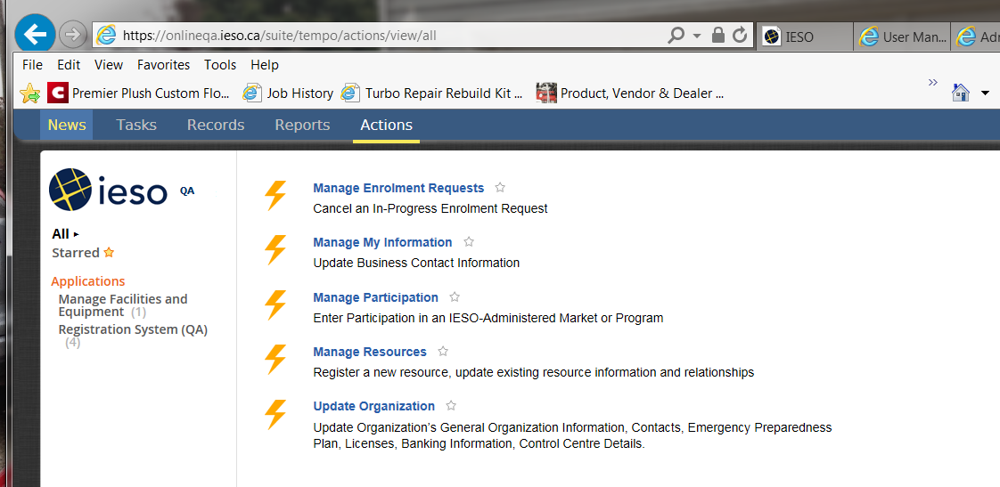 https://onlineqa.ieso.ca/suite/tempo/actions/view/all
IESO
User Man...
Adr
File Edit View Favorites Tools Help
C Premier Plush Custom Flo... Job History Turbo Repair Rebuild Kit ... Product, Vendor & Dealer ...
News Tasks Records Reports Actions
ieso QA
All
Starred
Applications
Manage Facilities and
Equipment (1)
Registration System (QA)
(4)
Manage Enrolment Requests
Cancel an In-Progress Enrolment Request
Manage My Information
Update Business Contact Information
Manage Participation
Enter Participation in an IESO-Administered Market or Program
Manage Resources
Register a new resource, update existing resource information and relationships
Update Organization
Update Organization’s General Organization Information, Contacts, Emergency Preparedness
Plan, Licenses, Banking Information, Control Centre Details.